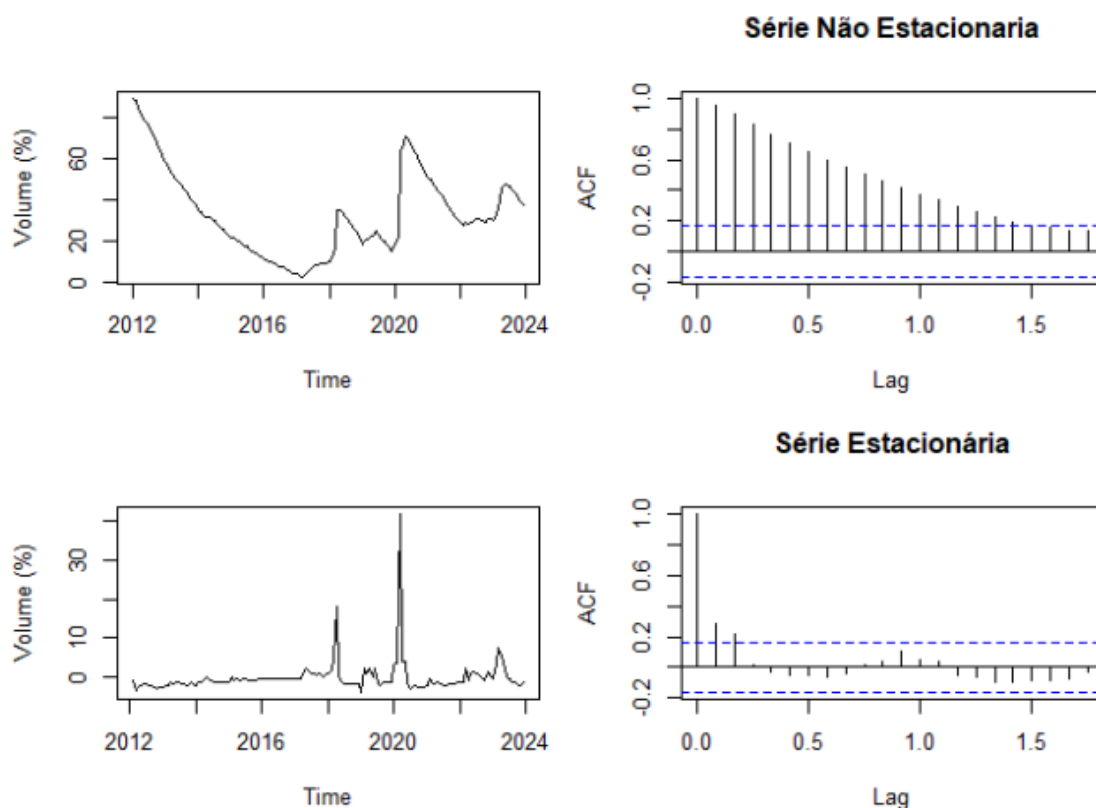 Série Não Estacionaria
Volume (%)
0 20 60
2012 2016 2020 2024
Time
ACF
-0.2 0.2 0.6 1.0
0.0 0.5 1.0 1.5
Lag
Série Estacionária
Volume (%)
0 10 30
2012 2016 2020 2024
Time
ACF
-0.2 0.2 0.6 1.0
0.0 0.5 1.0 1.5
Lag